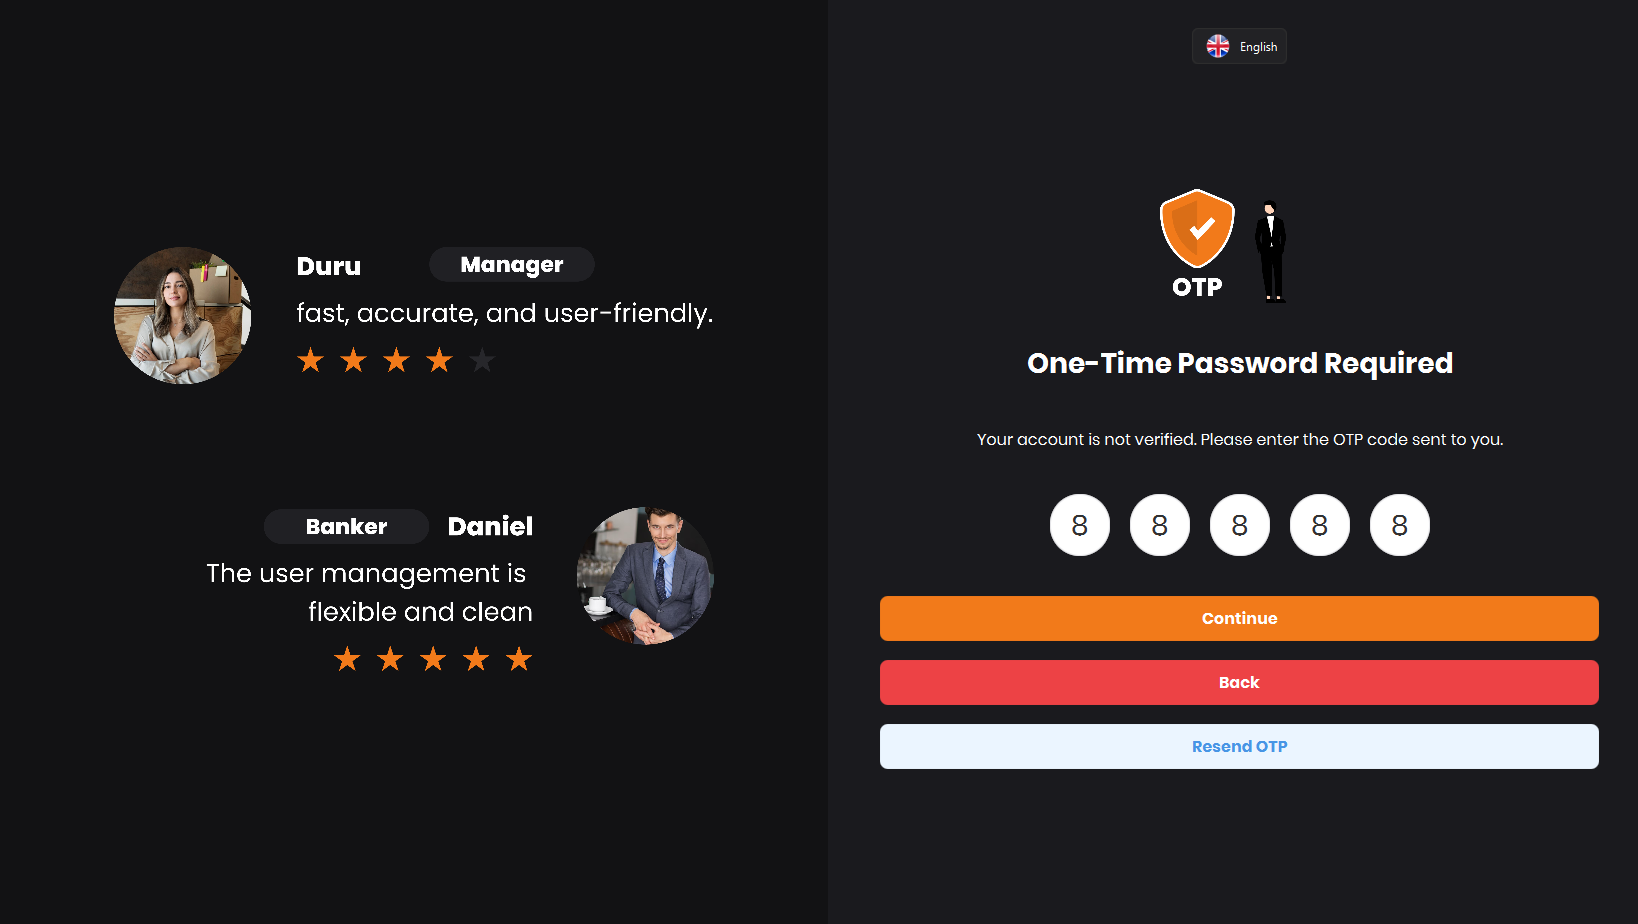 Duru Manager
fast, accurate, and user-friendly.
Banker Daniel
The user management is
flexible and clean
English
OTP
One-Time Password Required
Your account is not verified. Please enter the OTP code sent to you.
8 8 8 8 8
Continue
Back
Resend OTP